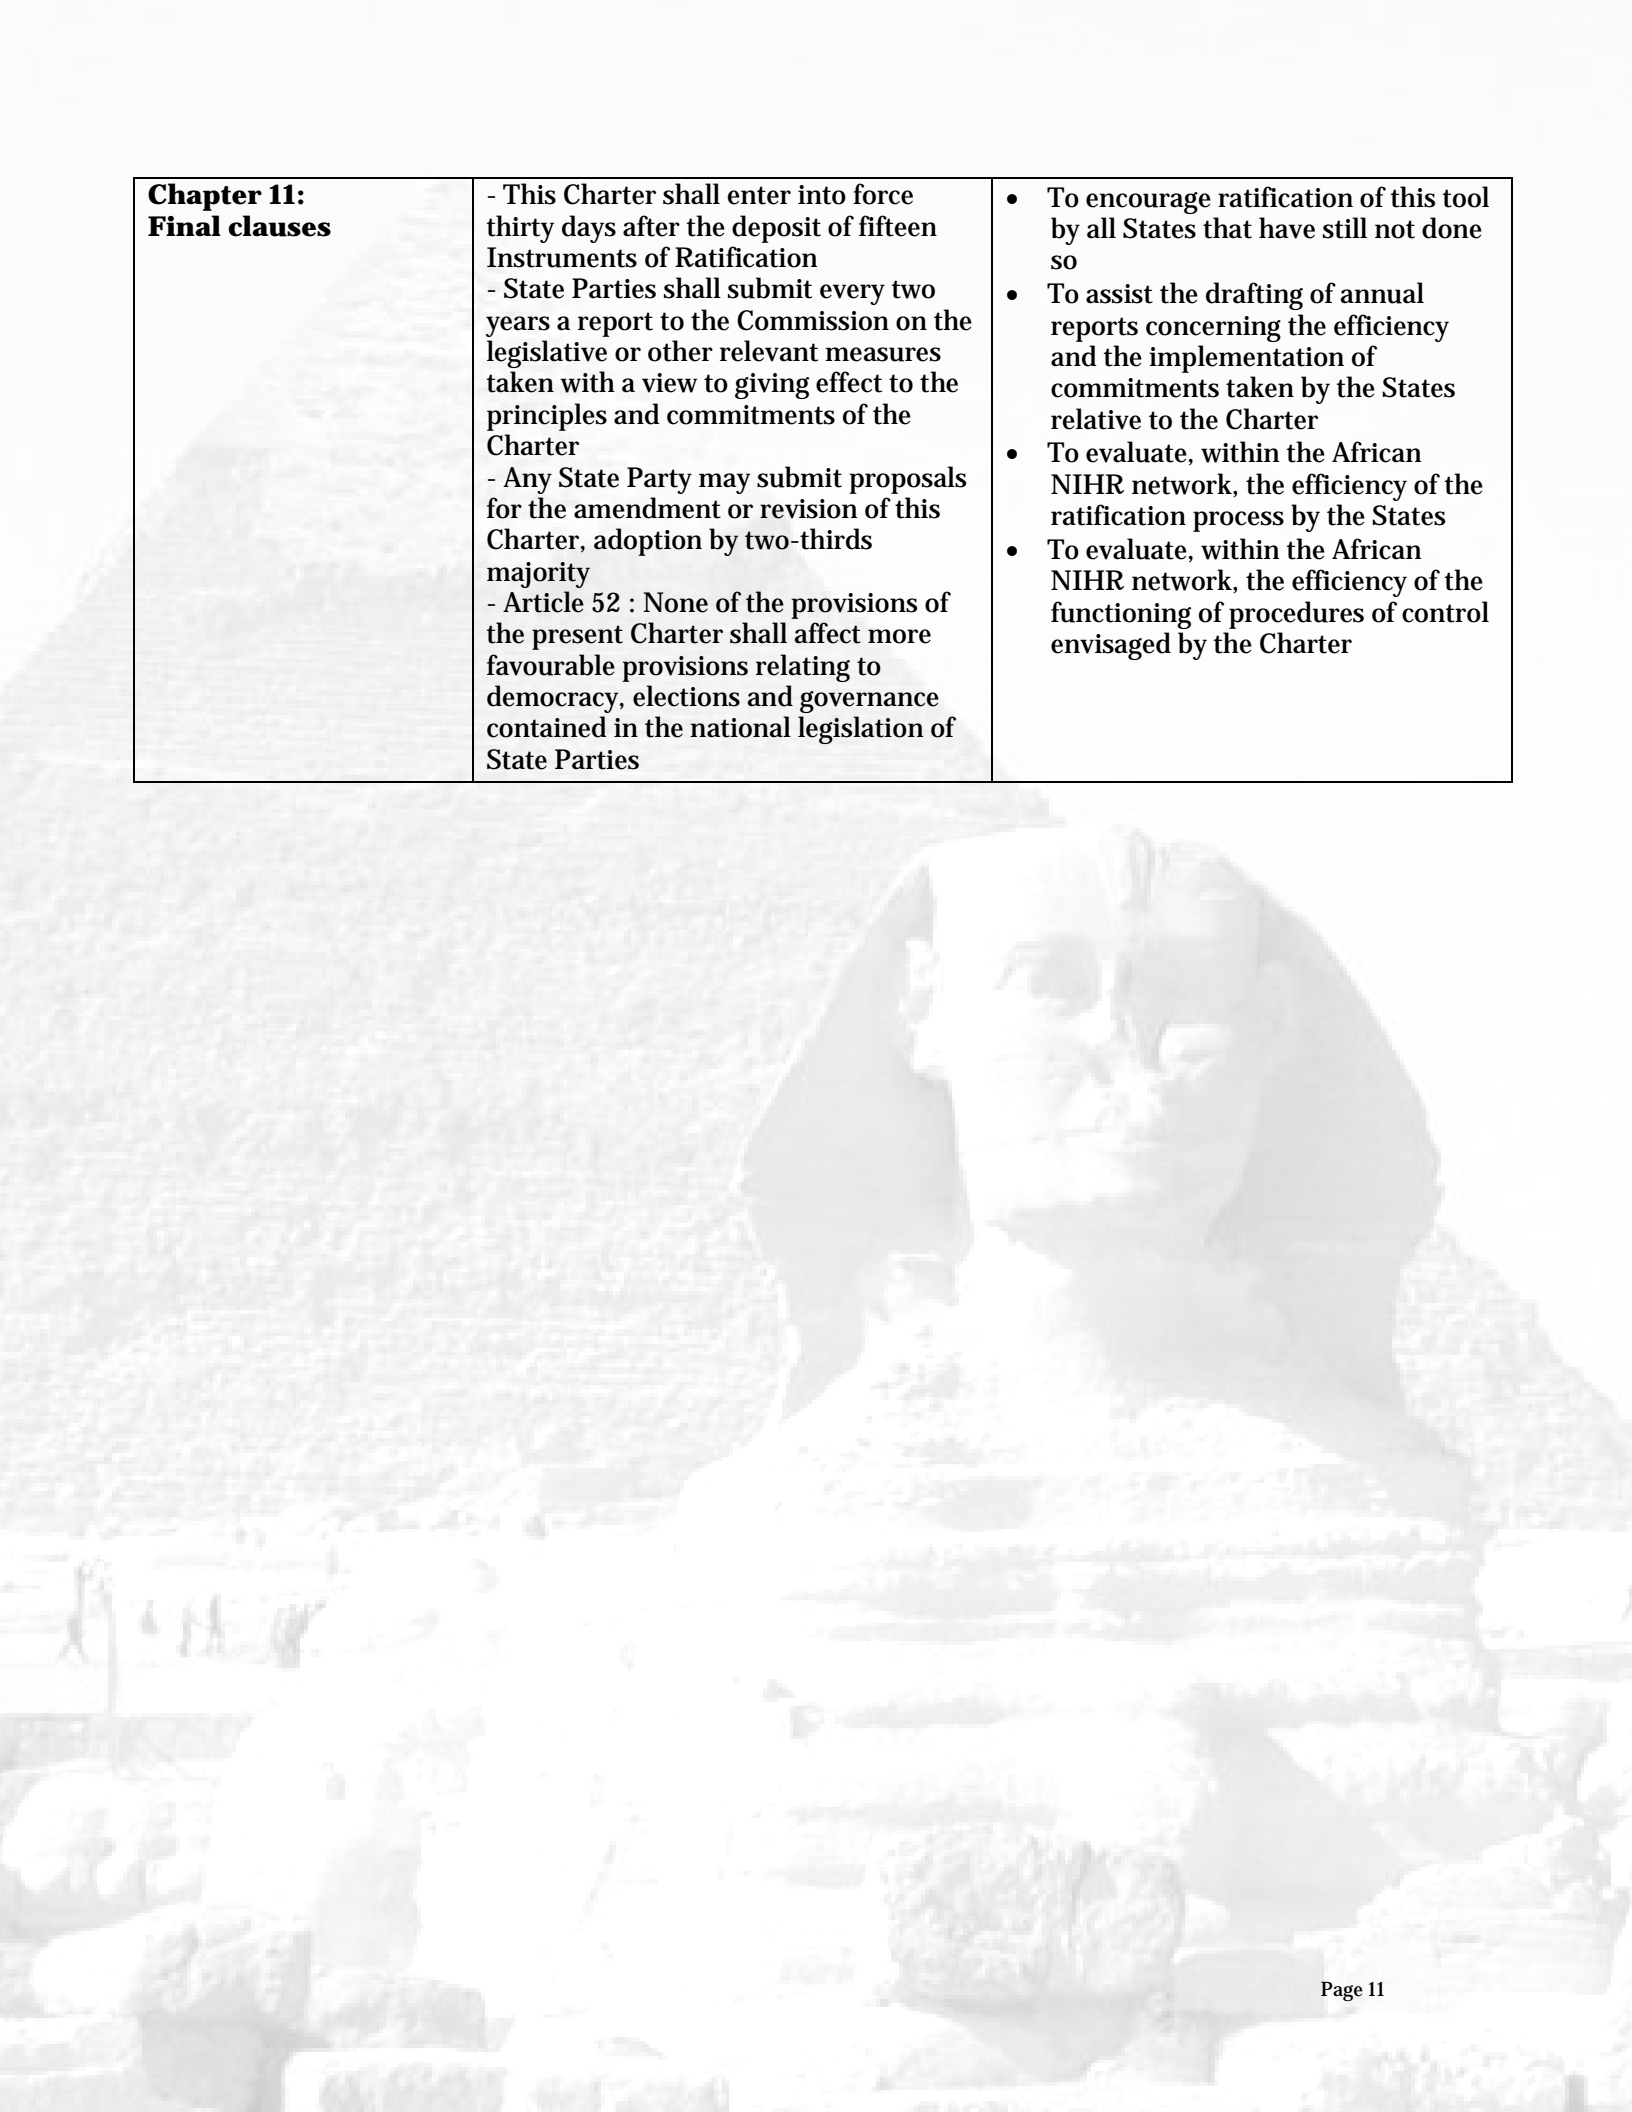 Chapter 11:
Final clauses
- This Charter shall enter into force
thirty days after the deposit of fifteen
Instruments of Ratification
- State Parties shall submit every two
years a report to the Commission on the
legislative or other relevant measures
taken with a view to giving effect to the
principles and commitments of the
Charter
- Any State Party may submit proposals
for the amendment or revision of this
Charter, adoption by two-thirds
majority
- Article 52 : None of the provisions of
the present Charter shall affect more
favourable provisions relating to
democracy, elections and governance
contained in the national legislation of
State Parties
• To encourage ratification of this tool
by all States that have still not done
so
• To assist the drafting of annual
reports concerning the efficiency
and the implementation of
commitments taken by the States
relative to the Charter
• To evaluate, within the African
NIHR network, the efficiency of the
ratification process by the States
• To evaluate, within the African
NIHR network, the efficiency of the
functioning of procedures of control
envisaged by the Charter
Page 11